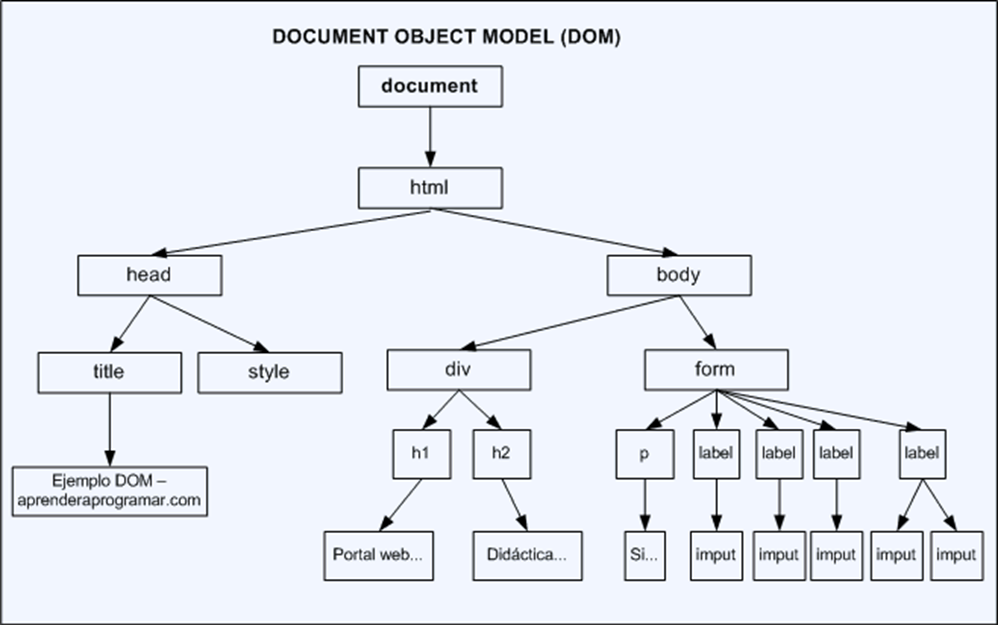 DOCUMENT OBJECT MODEL (DOM)
document
html
head
body
title
style
div
form
h1
h2
p
label
label
label
label
Ejemplo DOM –
aprenderaprogramar.com
Portal web...
Didáctica...
Si...
imput
imput
imput
imput
imput